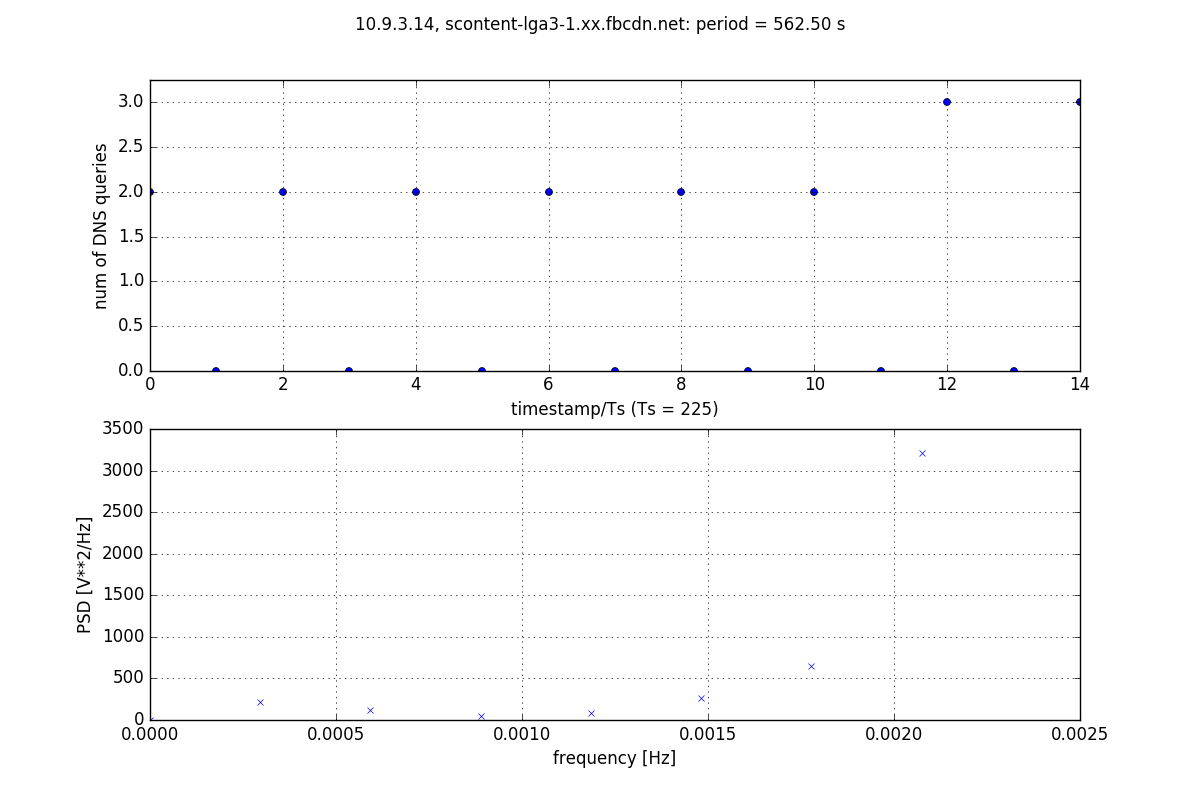 10.9.3.14, scontent-lga3-1.xx.fbcdn.net: period = 562.50 s
3.0
2.5
2.0
1.5
1.0
0.5
0.0
num of DNS queries
0 2 4 6 8 10 12 14
timestamp/Ts (Ts = 225)
3500
3000
2500
2000
1500
1000
500
0
PSD [V**2/Hz]
0.0000 0.0005 0.0010 0.0015 0.0020 0.0025
frequency [Hz]